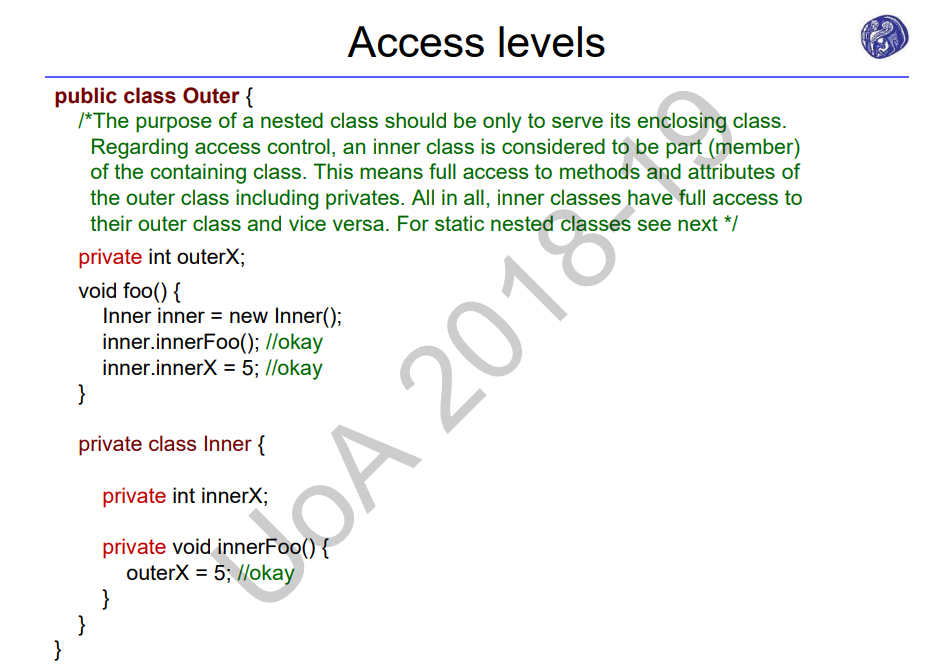 Access levels
public class Outer {
/*The purpose of a nested class should be only to serve its enclosing class.
Regarding access control, an inner class is considered to be part (member)
of the containing class. This means full access to methods and attributes of
the outer class including privates. All in all, inner classes have full access to
their outer class and vice versa. For static nested classes see next */
private int outerX;
void foo() {
Inner inner = new Inner();
inner.innerFoo(); //okay
inner.innerX = 5; //okay
}
private class Inner {
private int innerX;
private void innerFoo() {
outerX = 5; //okay
}
}
}
UoA 2018-19